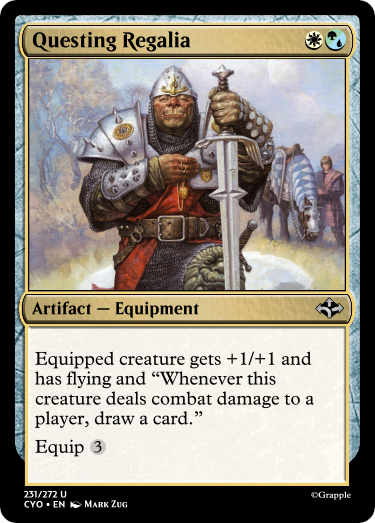 Questing Regalia
Artifact — Equipment
Equipped creature gets +1/+1 and
has flying and “Whenever this
creature deals combat damage to a
player, draw a card.”
Equip 3
231/272 U
CYO • EN Mark Zug
©Grapple